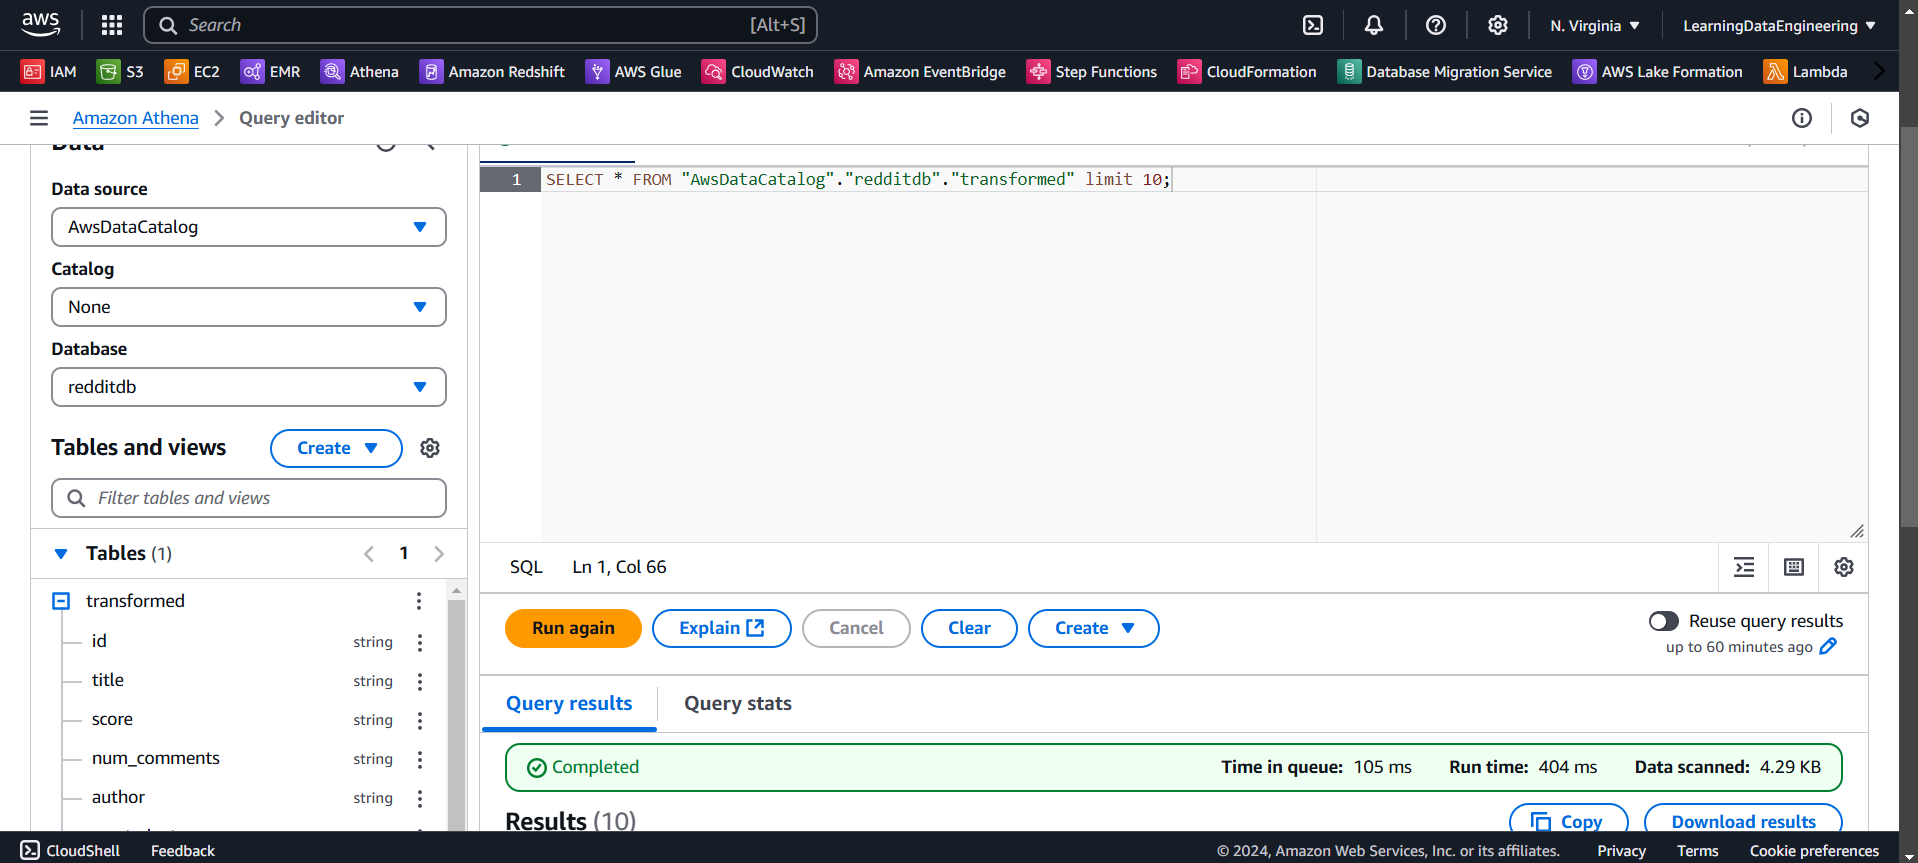 aws
Search [Alt+S]
N. Virginia
LearningDataEngineering
IAM S3 EC2 EMR Athena Amazon Redshift AWS Glue CloudWatch Amazon EventBridge Step Functions CloudFormation Database Migration Service AWS Lake Formation Lambda
Amazon Athena > Query editor
Data
Data source
AwsDataCatalog
Catalog
None
Database
redditdb
Tables and views Create
Filter tables and views
Tables (1) < 1 >
transformed
id string
title string
score string
num_comments string
author string
1 SELECT * FROM "AwsDataCatalog"."redditdb"."transformed" limit 10;
SQL Ln 1, Col 66
Run again Explain Cancel Clear Create
Reuse query results
up to 60 minutes ago
Query results Query stats
Completed Time in queue: 105 ms Run time: 404 ms Data scanned: 4.29 KB
Results (10) Copy Download results
CloudShell Feedback © 2024, Amazon Web Services, Inc. or its affiliates. Privacy Terms Cookie preferences